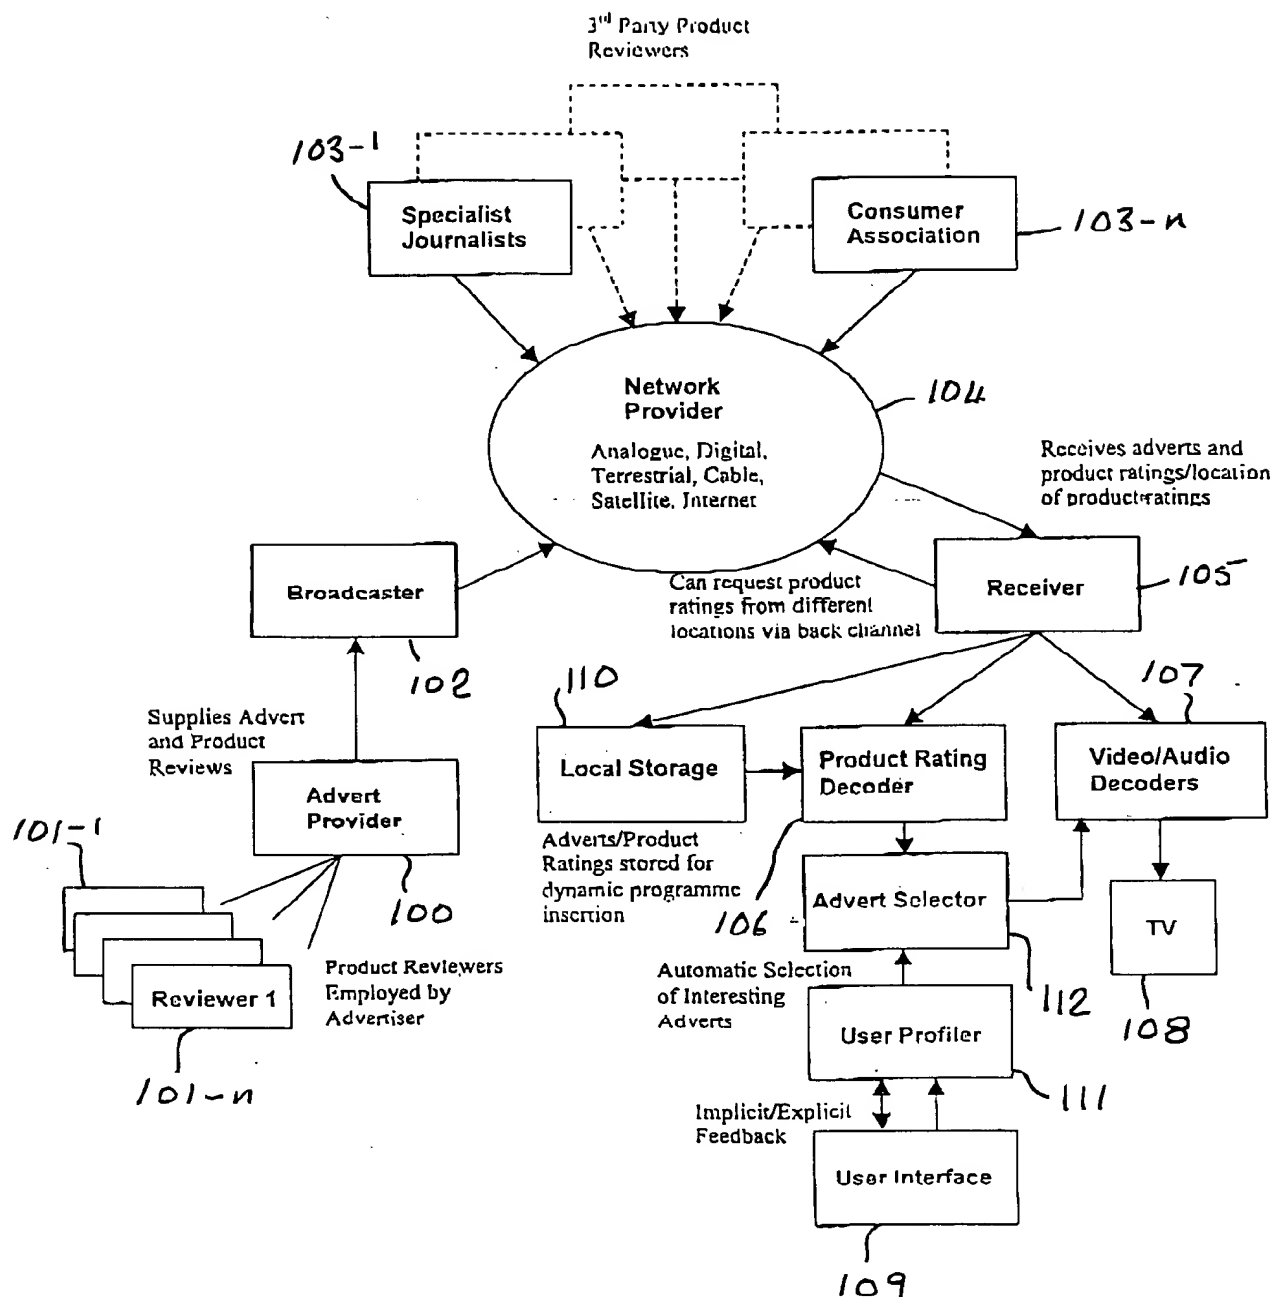 3rd Party Product
Reviewers
103-1
Specialist
Journalists
Consumer
Association
103-n
Network
Provider
104
Analogue, Digital,
Terrestrial, Cable,
Satellite, Internet
Receives adverts and
product ratings/location
of product ratings
Broadcaster
102
Can request product
ratings from different
locations via back channel
Receiver
105
110
107
Supplies Advert
and Product
Reviews
Local Storage
Product Rating
Decoder
Video/Audio
Decoders
101-1
Advert
Provider
100
Adverts/Product
Ratings stored for
dynamic programme
insertion
106
Advert Selector
112
TV
108
Reviewer 1
101-n
Product Reviewers
Employed by
Advertiser
Automatic Selection
of Interesting
Adverts
User Profiler
111
Implicit/Explicit
Feedback
User Interface
109